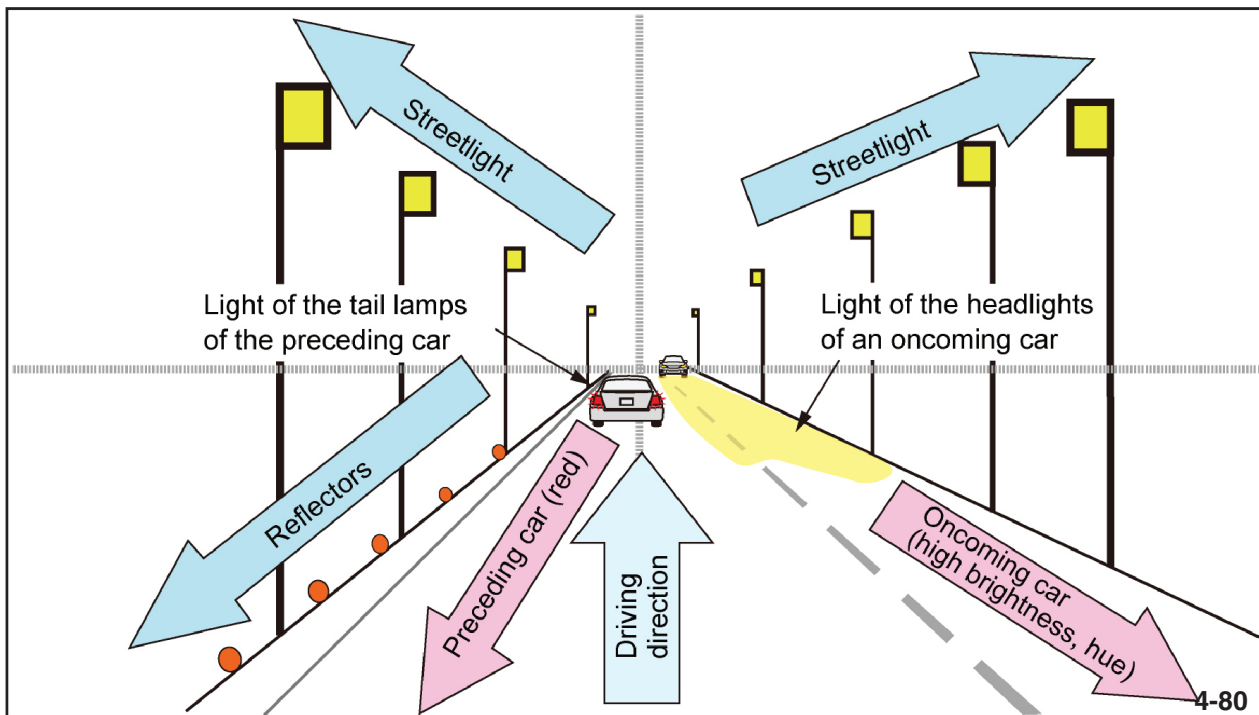 Streetlight
Streetlight
Light of the tail lamps
of the preceding car
Light of the headlights
of an oncoming car
Reflectors
Preceding car (red)
Driving
direction
Oncoming car
(high brightness, hue)
4-80